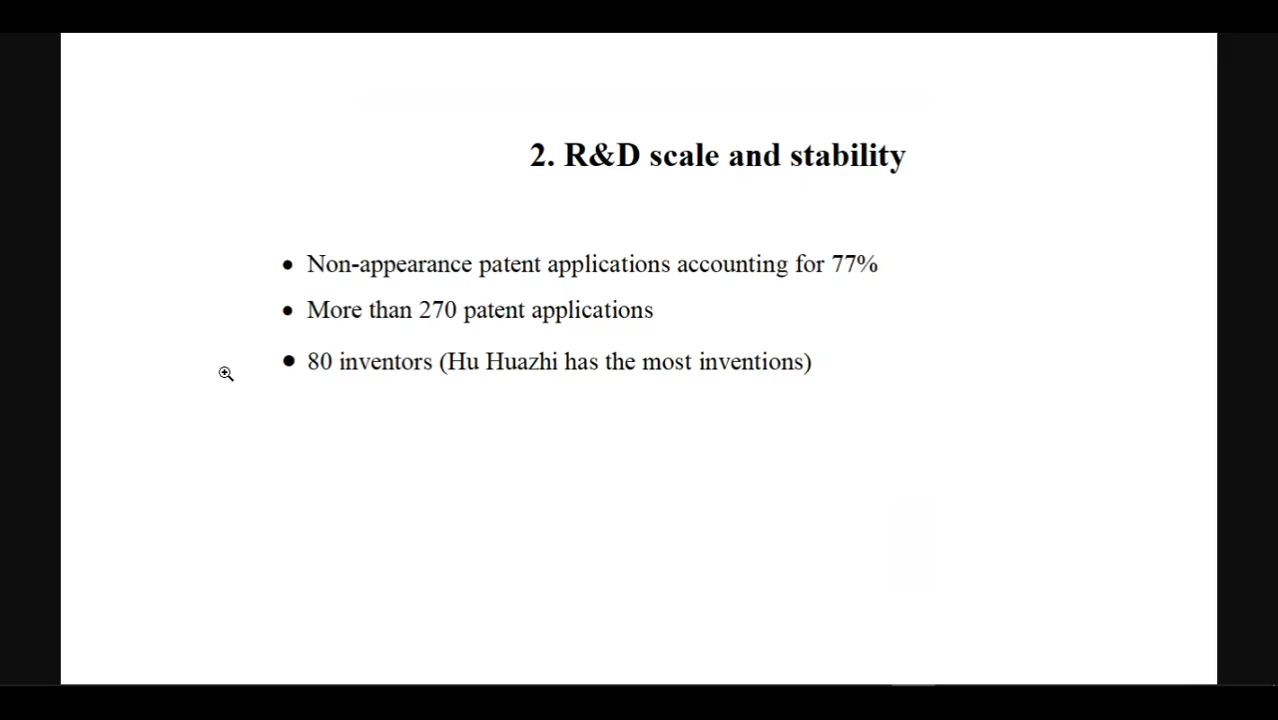 2. R&D scale and stability
● Non-appearance patent applications accounting for 77%
● More than 270 patent applications
● 80 inventors (Hu Huazhi has the most inventions)